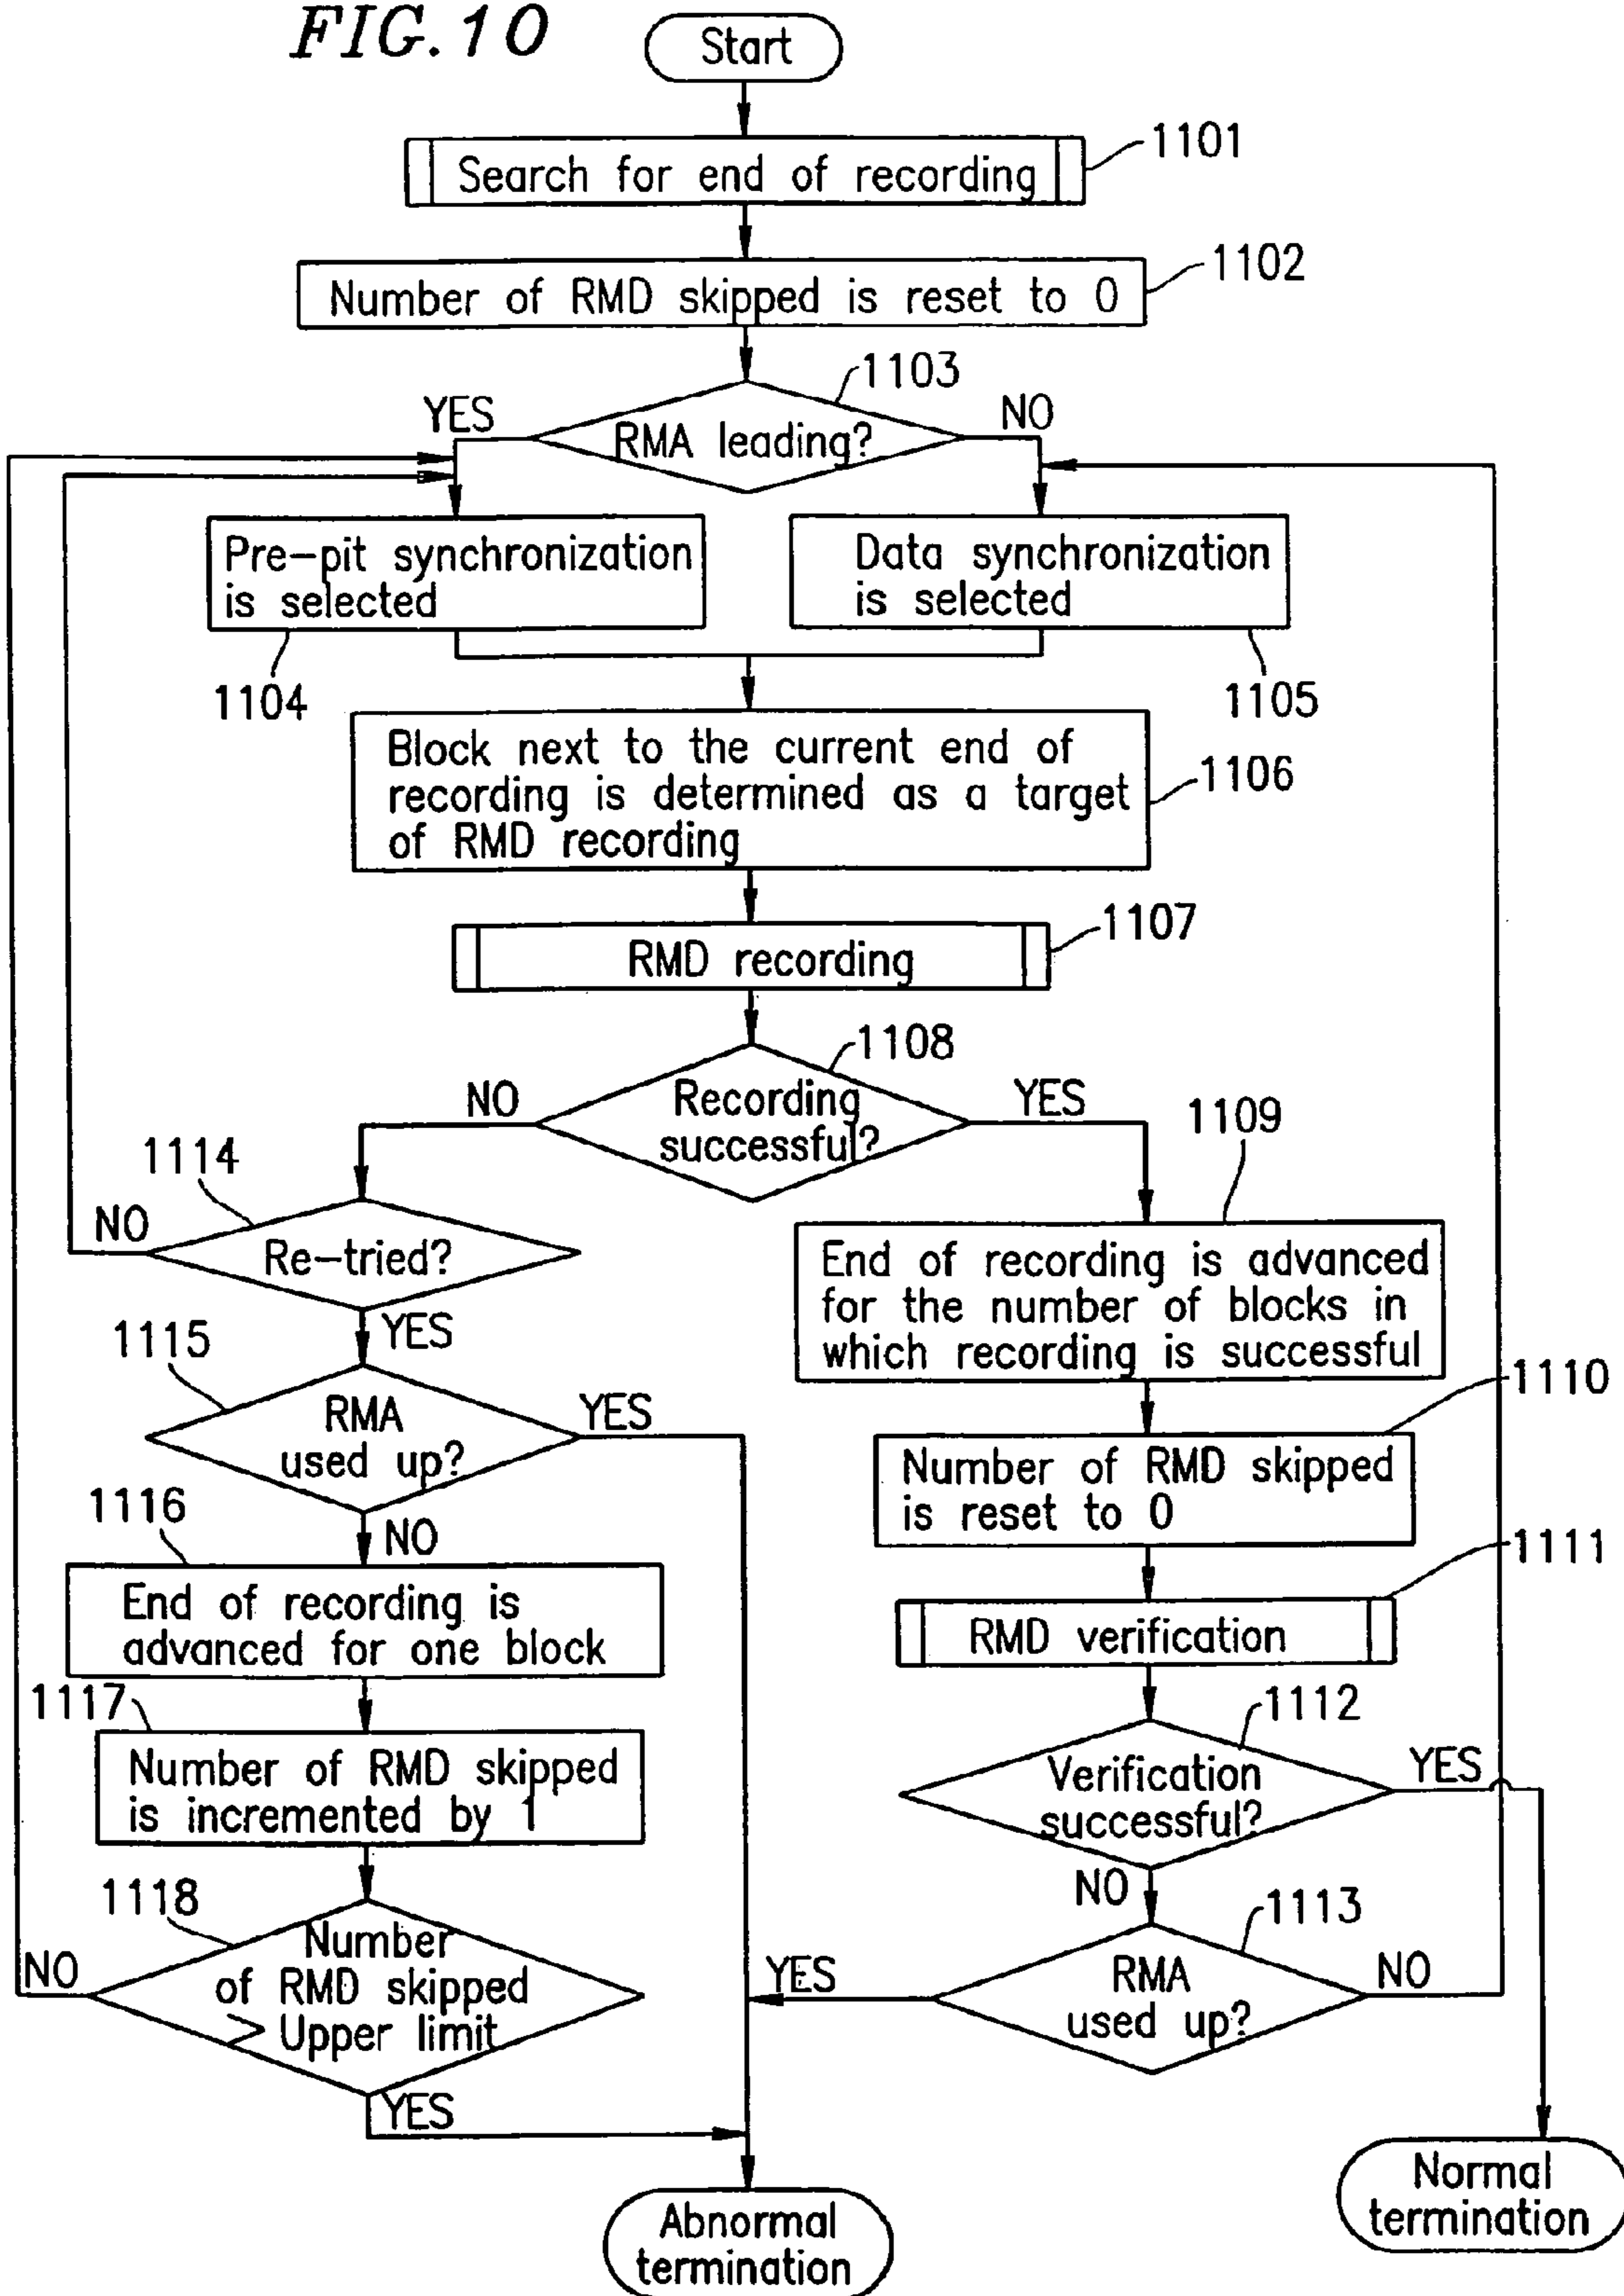 FIG. 10
Start
1101
Search for end of recording
1102
Number of RMD skipped is reset to 0
1103
YES
NO
RMA leading?
Pre-pit synchronization
is selected
Data synchronization
is selected
1104
1105
Block next to the current end of
recording is determined as a target
of RMD recording
1106
1107
RMD recording
1108
NO
YES
Recording
successful?
1109
1114
NO
Re-tried?
YES
End of recording is advanced
for the number of blocks in
which recording is successful
1115
RMA
used up?
YES
NO
1110
Number of RMD skipped
is reset to 0
1116
End of recording is
advanced for one block
1111
RMD verification
1117
Number of RMD skipped
is incremented by 1
1112
Verification
successful?
YES
NO
1118
Number
of RMD skipped
> Upper limit
NO
YES
1113
RMA
used up?
YES
NO
Normal
termination
Abnormal
termination